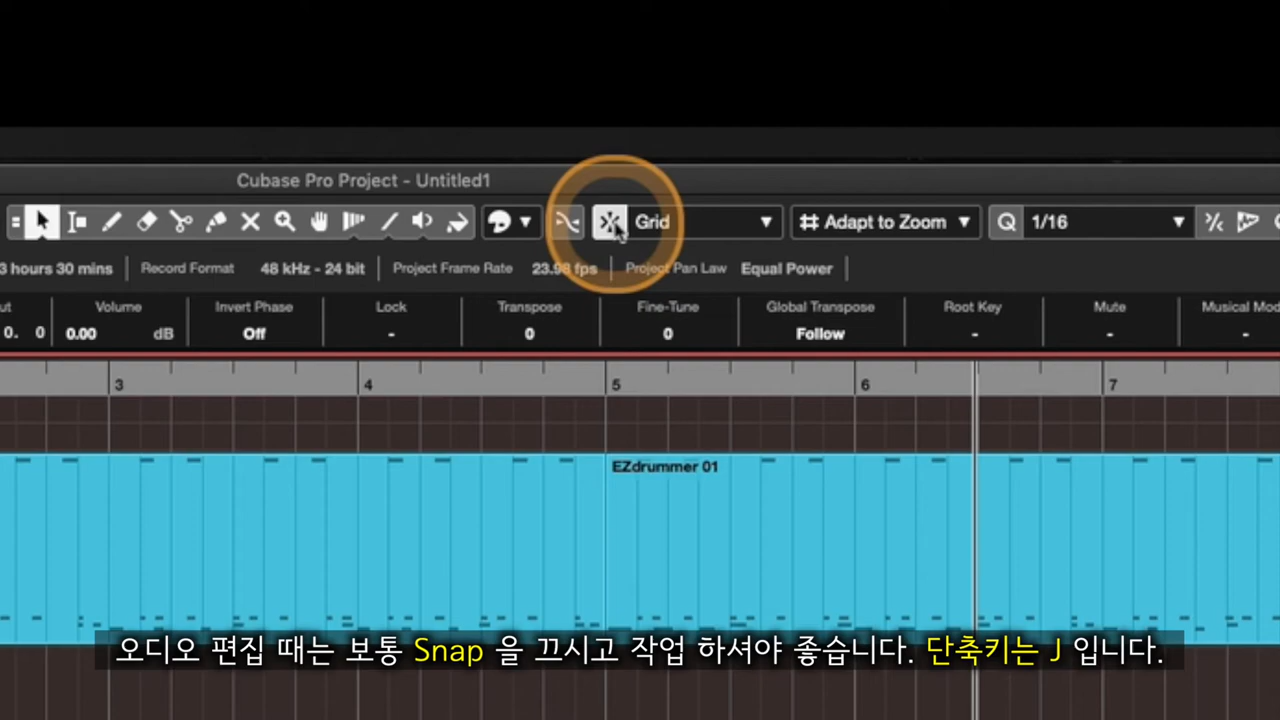 Cubase Pro Project - Untitled1
Grid Adapt to Zoom Q 1/16
3 hours 30 mins Record Format 48 kHz - 24 bit Project Frame Rate 23.98 fps Project Pan Law Equal Power
Volume Invert Phase Lock Transpose Fine-Tune Global Transpose Root Key Mute Musical Mod
0. 0 0.00 dB Off - 0 0 Follow - - -
3 4 5 6 7
EZdrummer 01
오디오 편집 때는 보통 Snap 을 끄시고 작업 하셔야 좋습니다. 단축키는 J 입니다.